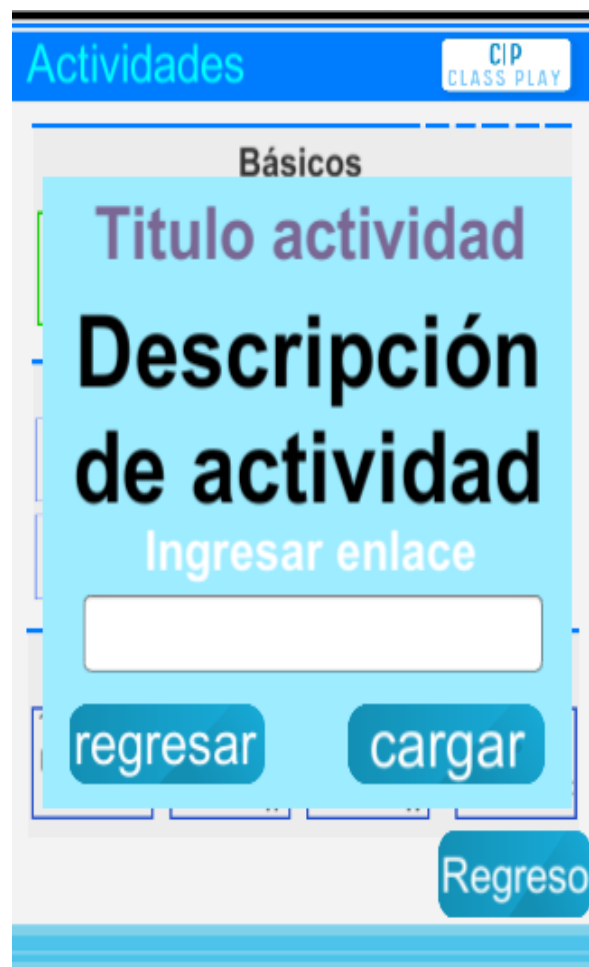 Actividades
CIP
CLASS PLAY
Básicos
Titulo actividad
Descripción
de actividad
Ingresar enlace
regresar
cargar
Regreso